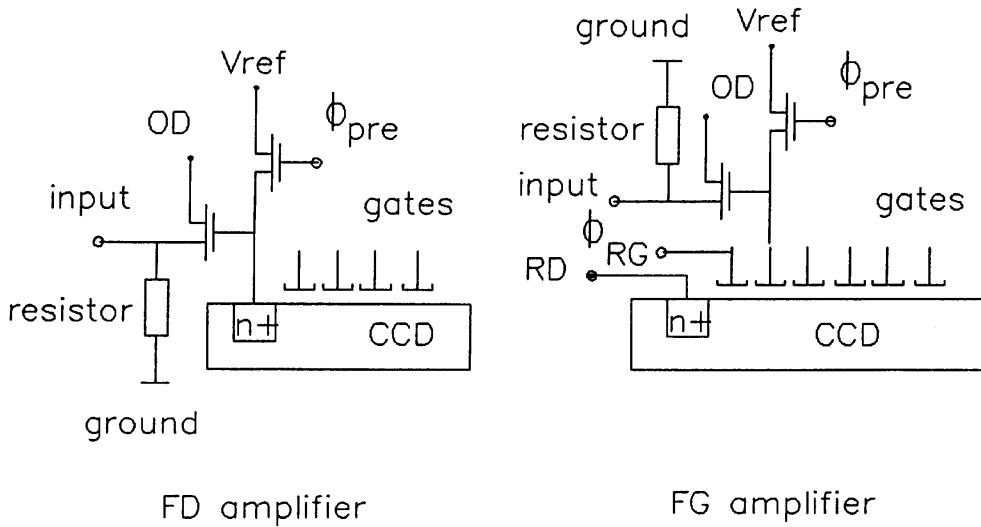 Vref
ϕpre
OD
input
gates
resistor
n+
CCD
ground
FD amplifier
ground
Vref
OD
ϕpre
resistor
input
gates
ϕ
RG
RD
n+
CCD
FG amplifier